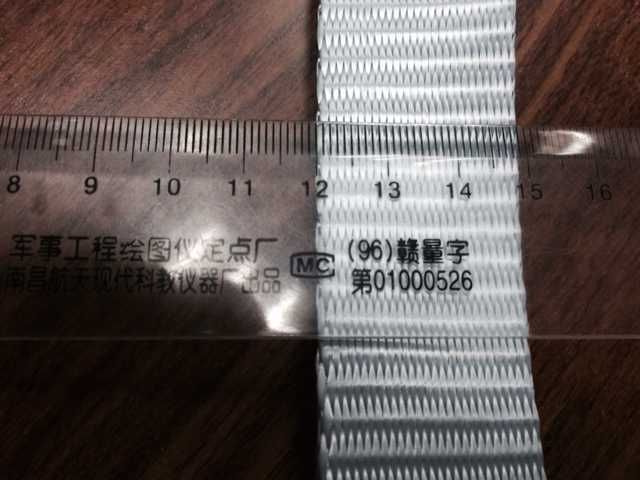 8 9 10 11 12 13 14 15 16
军事工程绘图仪定点厂 (96)赣量字
南昌航天现代科教仪器厂出品 MC 第01000526